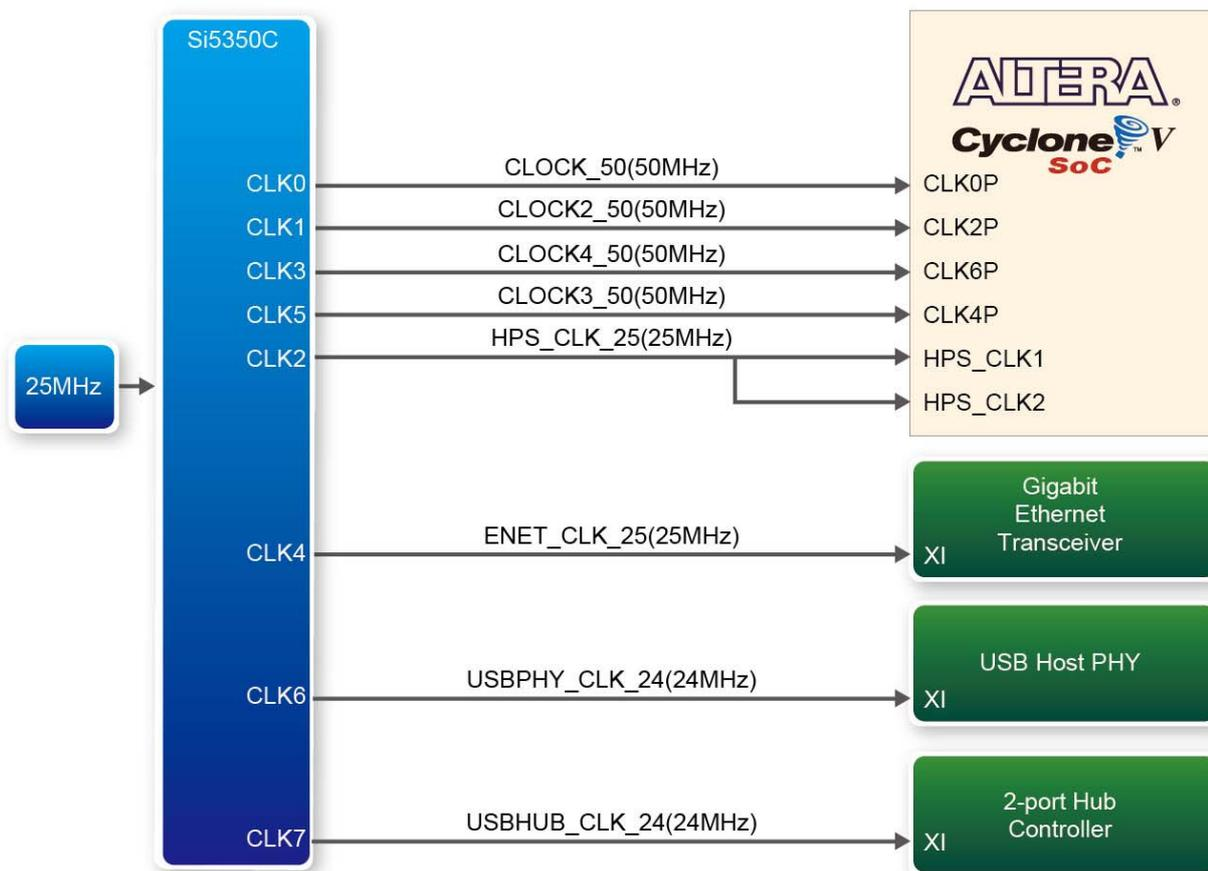 Si5350C
ALTERA®
Cyclone™ V
SoC
CLK0
CLOCK_50(50MHz)
CLK0P
CLK1
CLOCK2_50(50MHz)
CLK2P
CLK3
CLOCK4_50(50MHz)
CLK6P
CLK5
CLOCK3_50(50MHz)
CLK4P
CLK2
HPS_CLK_25(25MHz)
HPS_CLK1
25MHz
HPS_CLK2
Gigabit
Ethernet
Transceiver
CLK4
ENET_CLK_25(25MHz)
XI
USB Host PHY
CLK6
USBPHY_CLK_24(24MHz)
XI
2-port Hub
Controller
CLK7
USBHUB_CLK_24(24MHz)
XI